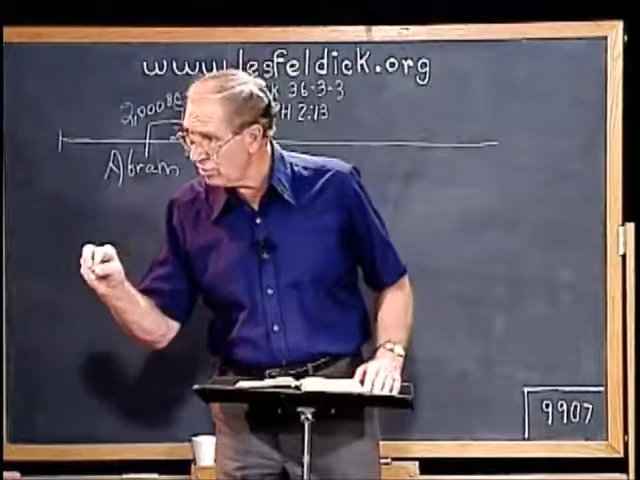 www.lesfeldick.org
36-3-3
2,000 BC
H 2:13
Abram
9907